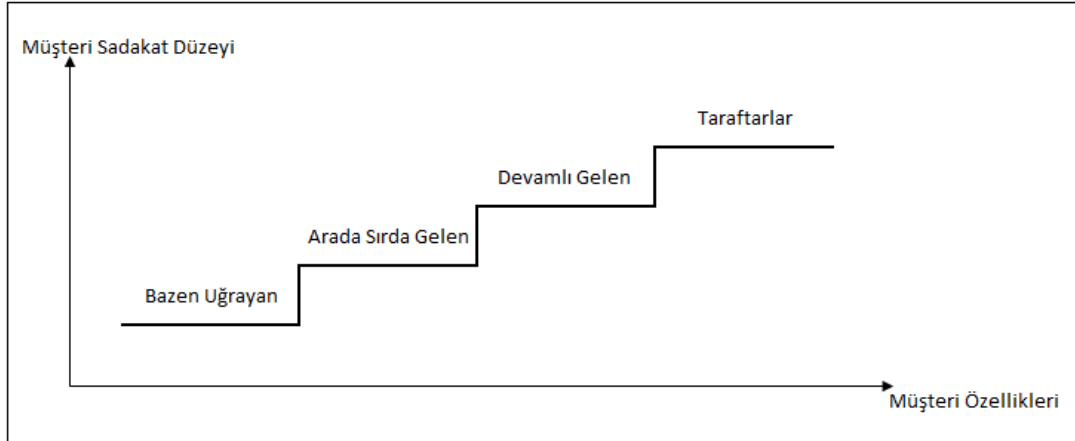 Müşteri Sadakat Düzeyi
Taraftarlar
Devamlı Gelen
Arada Sırda Gelen
Bazen Uğrayan
Müşteri Özellikleri